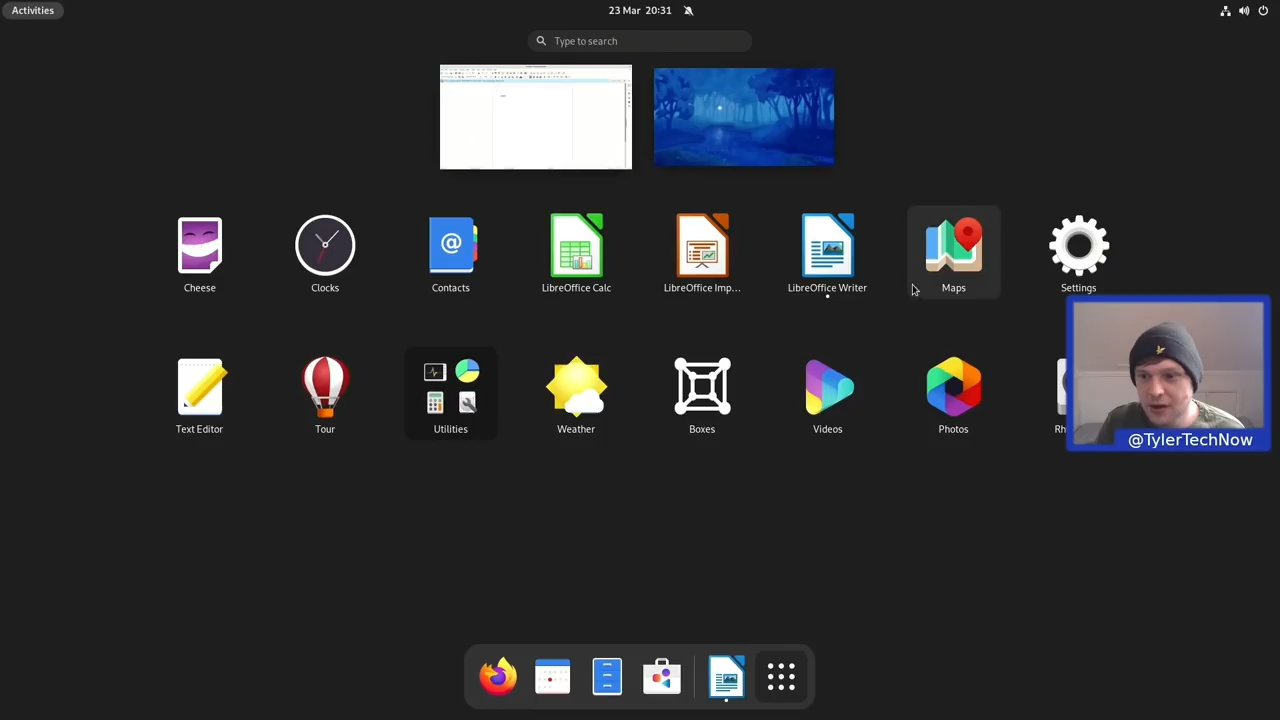 Activities
23 Mar 20:31
Type to search
Cheese
Clocks
Contacts
LibreOffice Calc
LibreOffice Imp...
LibreOffice Writer
Maps
Settings
Text Editor
Tour
Utilities
Weather
Boxes
Videos
Photos
Rh
@TylerTechNow